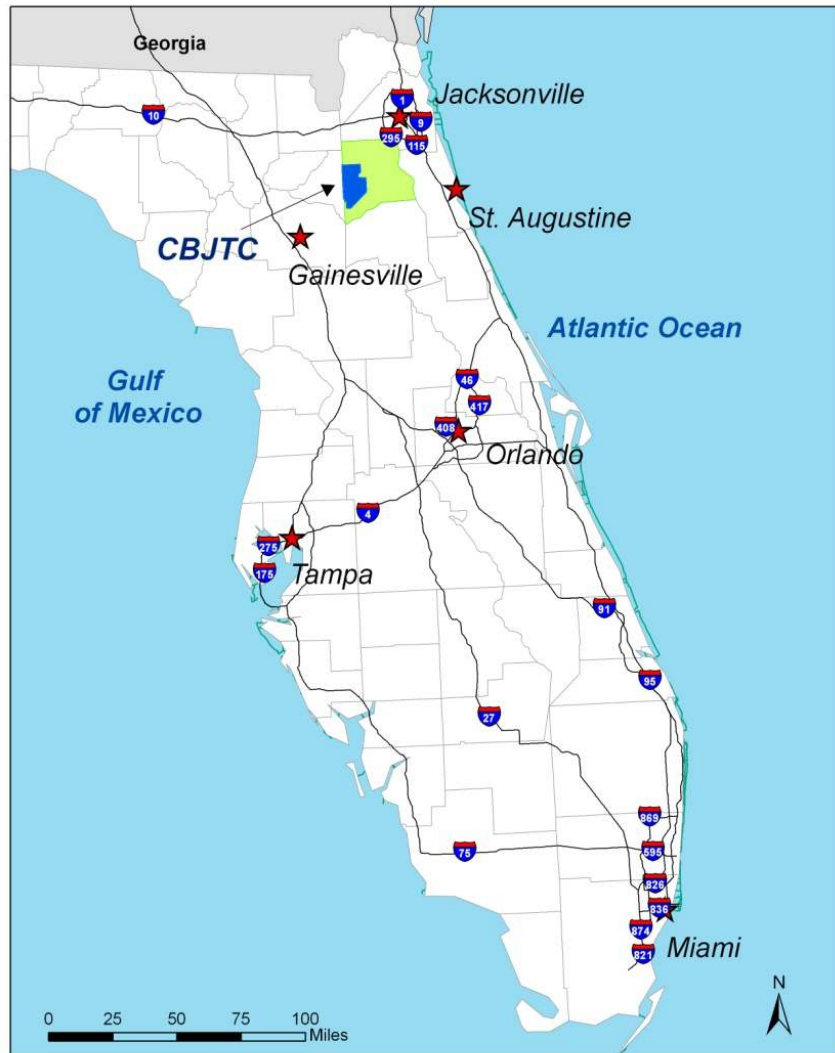 Georgia
1
Jacksonville
10
9
295
115
St. Augustine
CBJTC
Gainesville
Atlantic Ocean
Gulf
of Mexico
46
417
408
Orlando
4
275
175
Tampa
91
95
27
869
75
595
826
836
874
Miami
821
N
0 25 50 75 100
Miles